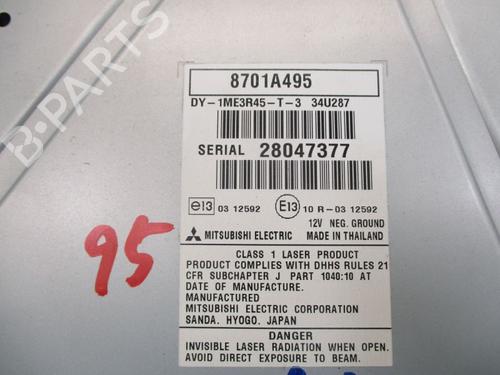 8701A495
DY-1ME3R45-T-3 34U287
SERIAL 28047377
e13 03 12592 E13 10 R-03 12592
12V NEG. GROUND
MITSUBISHI ELECTRIC MADE IN THAILAND
CLASS 1 LASER PRODUCT
PRODUCT COMPLIES WITH DHHS RULES 21
CFR SUBCHAPTER J PART 1040:10 AT
DATE OF MANUFACTURE.
MANUFACTURED
MITSUBISHI ELECTRIC CORPORATION
SANDA. HYOGO. JAPAN
DANGER
INVISIBLE LASER RADIATION WHEN OPEN.
AVOID DIRECT EXPOSURE TO BEAM.
95
B-PARTS